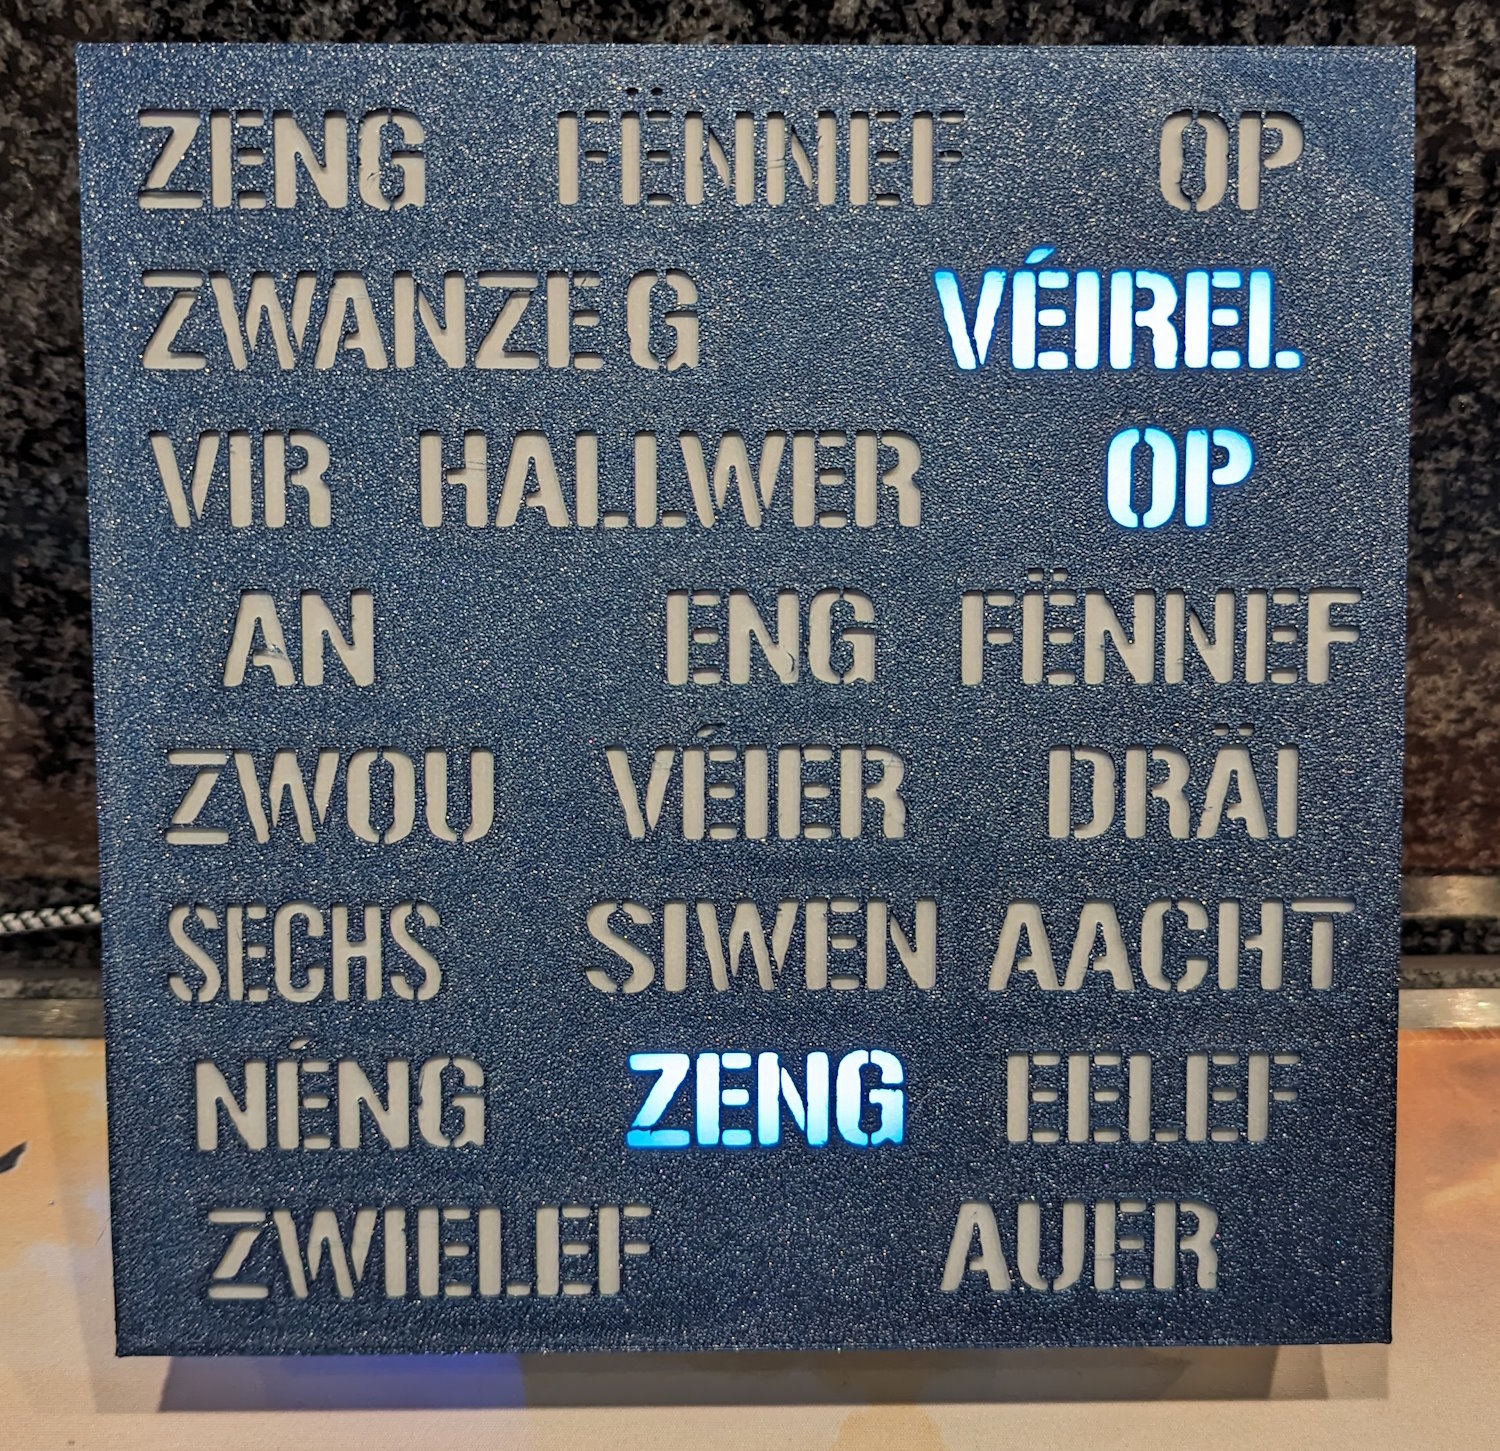 ZENG FËNNEF OP
ZWANZEG VÉIREL
VIR HALLWER OP
AN ENG FËNNEF
ZWOU VÉIER DRÄI
SECHS SIWEN AACHT
NÉNG ZENG EELEF
ZWIELEF AUER